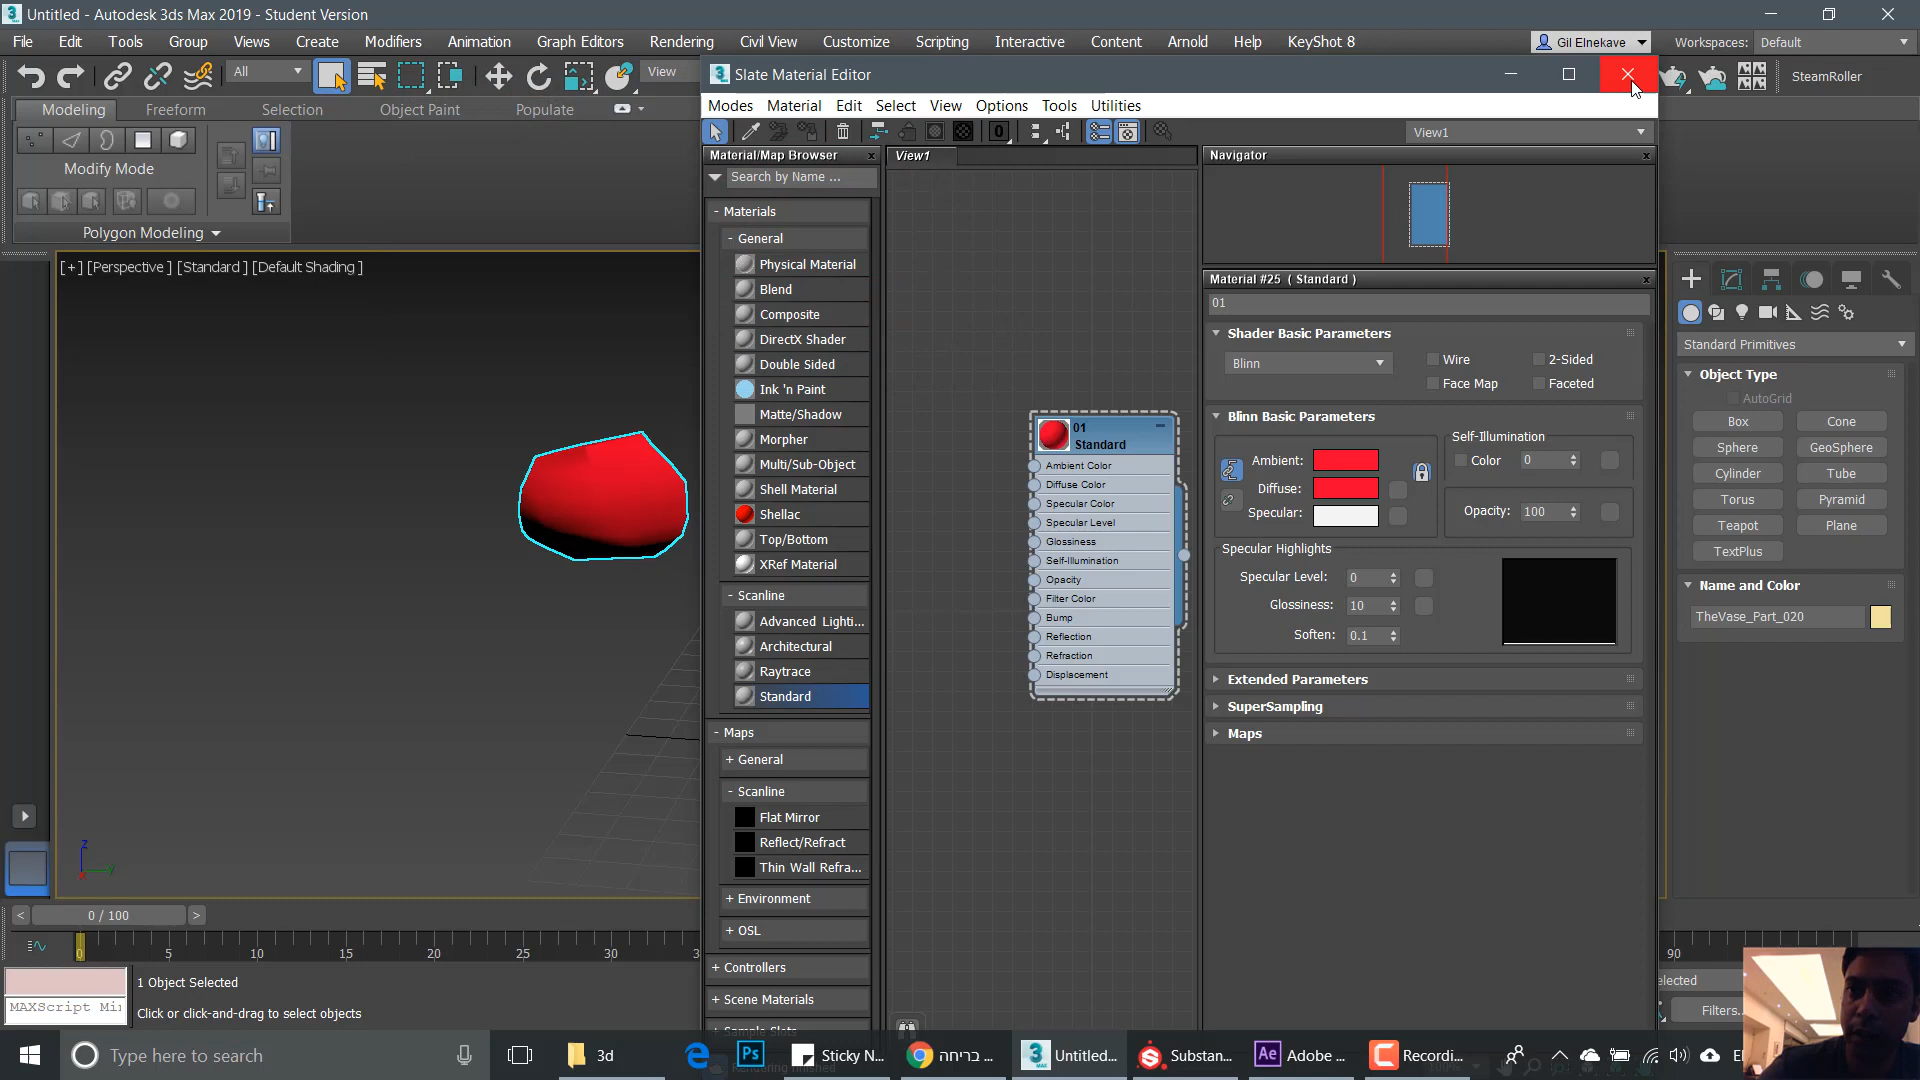 Untitled - Autodesk 3ds Max 2019 - Student Version
File Edit Tools Group Views Create Modifiers Animation Graph Editors Rendering Civil View Customize Scripting Interactive Content Arnold Help KeyShot 8 Gil Elnekave Workspaces: Default
All View SteamRoller
Slate Material Editor
Modeling Freeform Selection Object Paint Populate
Modes Material Edit Select View Options Tools Utilities
View1
Modify Mode
Polygon Modeling
Material/Map Browser
Search by Name ...
- Materials
- General
Physical Material
Blend
Composite
DirectX Shader
Double Sided
Ink 'n Paint
Matte/Shadow
Morpher
Multi/Sub-Object
Shell Material
Shellac
Top/Bottom
XRef Material
- Scanline
Advanced Lighti...
Architectural
Raytrace
Standard
- Maps
+ General
- Scanline
Flat Mirror
Reflect/Refract
Thin Wall Refra...
+ Environment
+ OSL
+ Controllers
+ Scene Materials
+ Sample Slots
View1
01
Standard
Ambient Color
Diffuse Color
Specular Color
Specular Level
Glossiness
Self-Illumination
Opacity
Filter Color
Bump
Reflection
Refraction
Displacement
Navigator
Material #25 ( Standard )
01
Shader Basic Parameters
Blinn Wire 2-Sided
Face Map Faceted
Blinn Basic Parameters
Self-Illumination
Ambient: Color 0
Diffuse:
Specular: Opacity: 100
Specular Highlights
Specular Level: 0
Glossiness: 10
Soften: 0.1
Extended Parameters
SuperSampling
Maps
Standard Primitives
Object Type
AutoGrid
Box Cone
Sphere GeoSphere
Cylinder Tube
Torus Pyramid
Teapot Plane
TextPlus
Name and Color
TheVase_Part_020
[+] [Perspective ] [Standard ] [Default Shading ]
z
y
x
< 0 / 100 >
0 5 10 15 20 25 30 90
1 Object Selected
MAXScript Mi
Click or click-and-drag to select objects
elected
Filters...
Type here to search
3d
Ps
Sticky N...
בריחה ...
Untitled...
Substan...
Ae Adobe ...
Recordi...